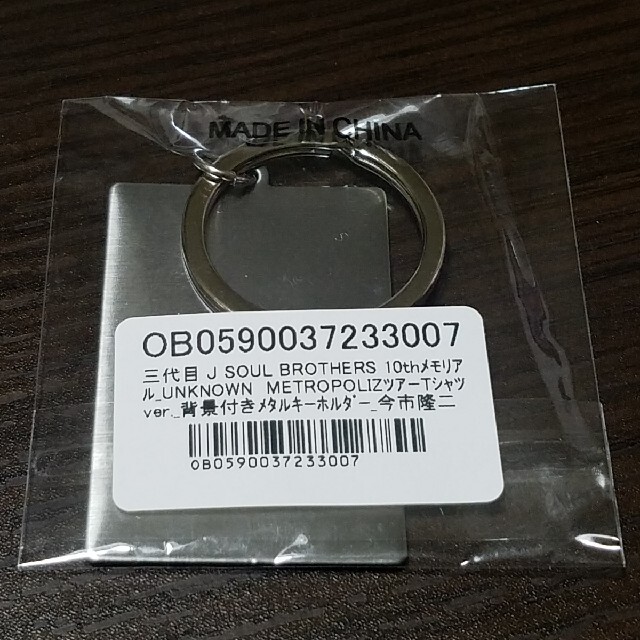 MADE IN CHINA
OB0590037233007
三代目 J SOUL BROTHERS 10thメモリア
ル_UNKNOWN METROPOLIZツアーTシャツ
ver._背景付きﾒﾀﾙｷｰﾎﾙﾀﾞｰ_今市隆二
OB0590037233007